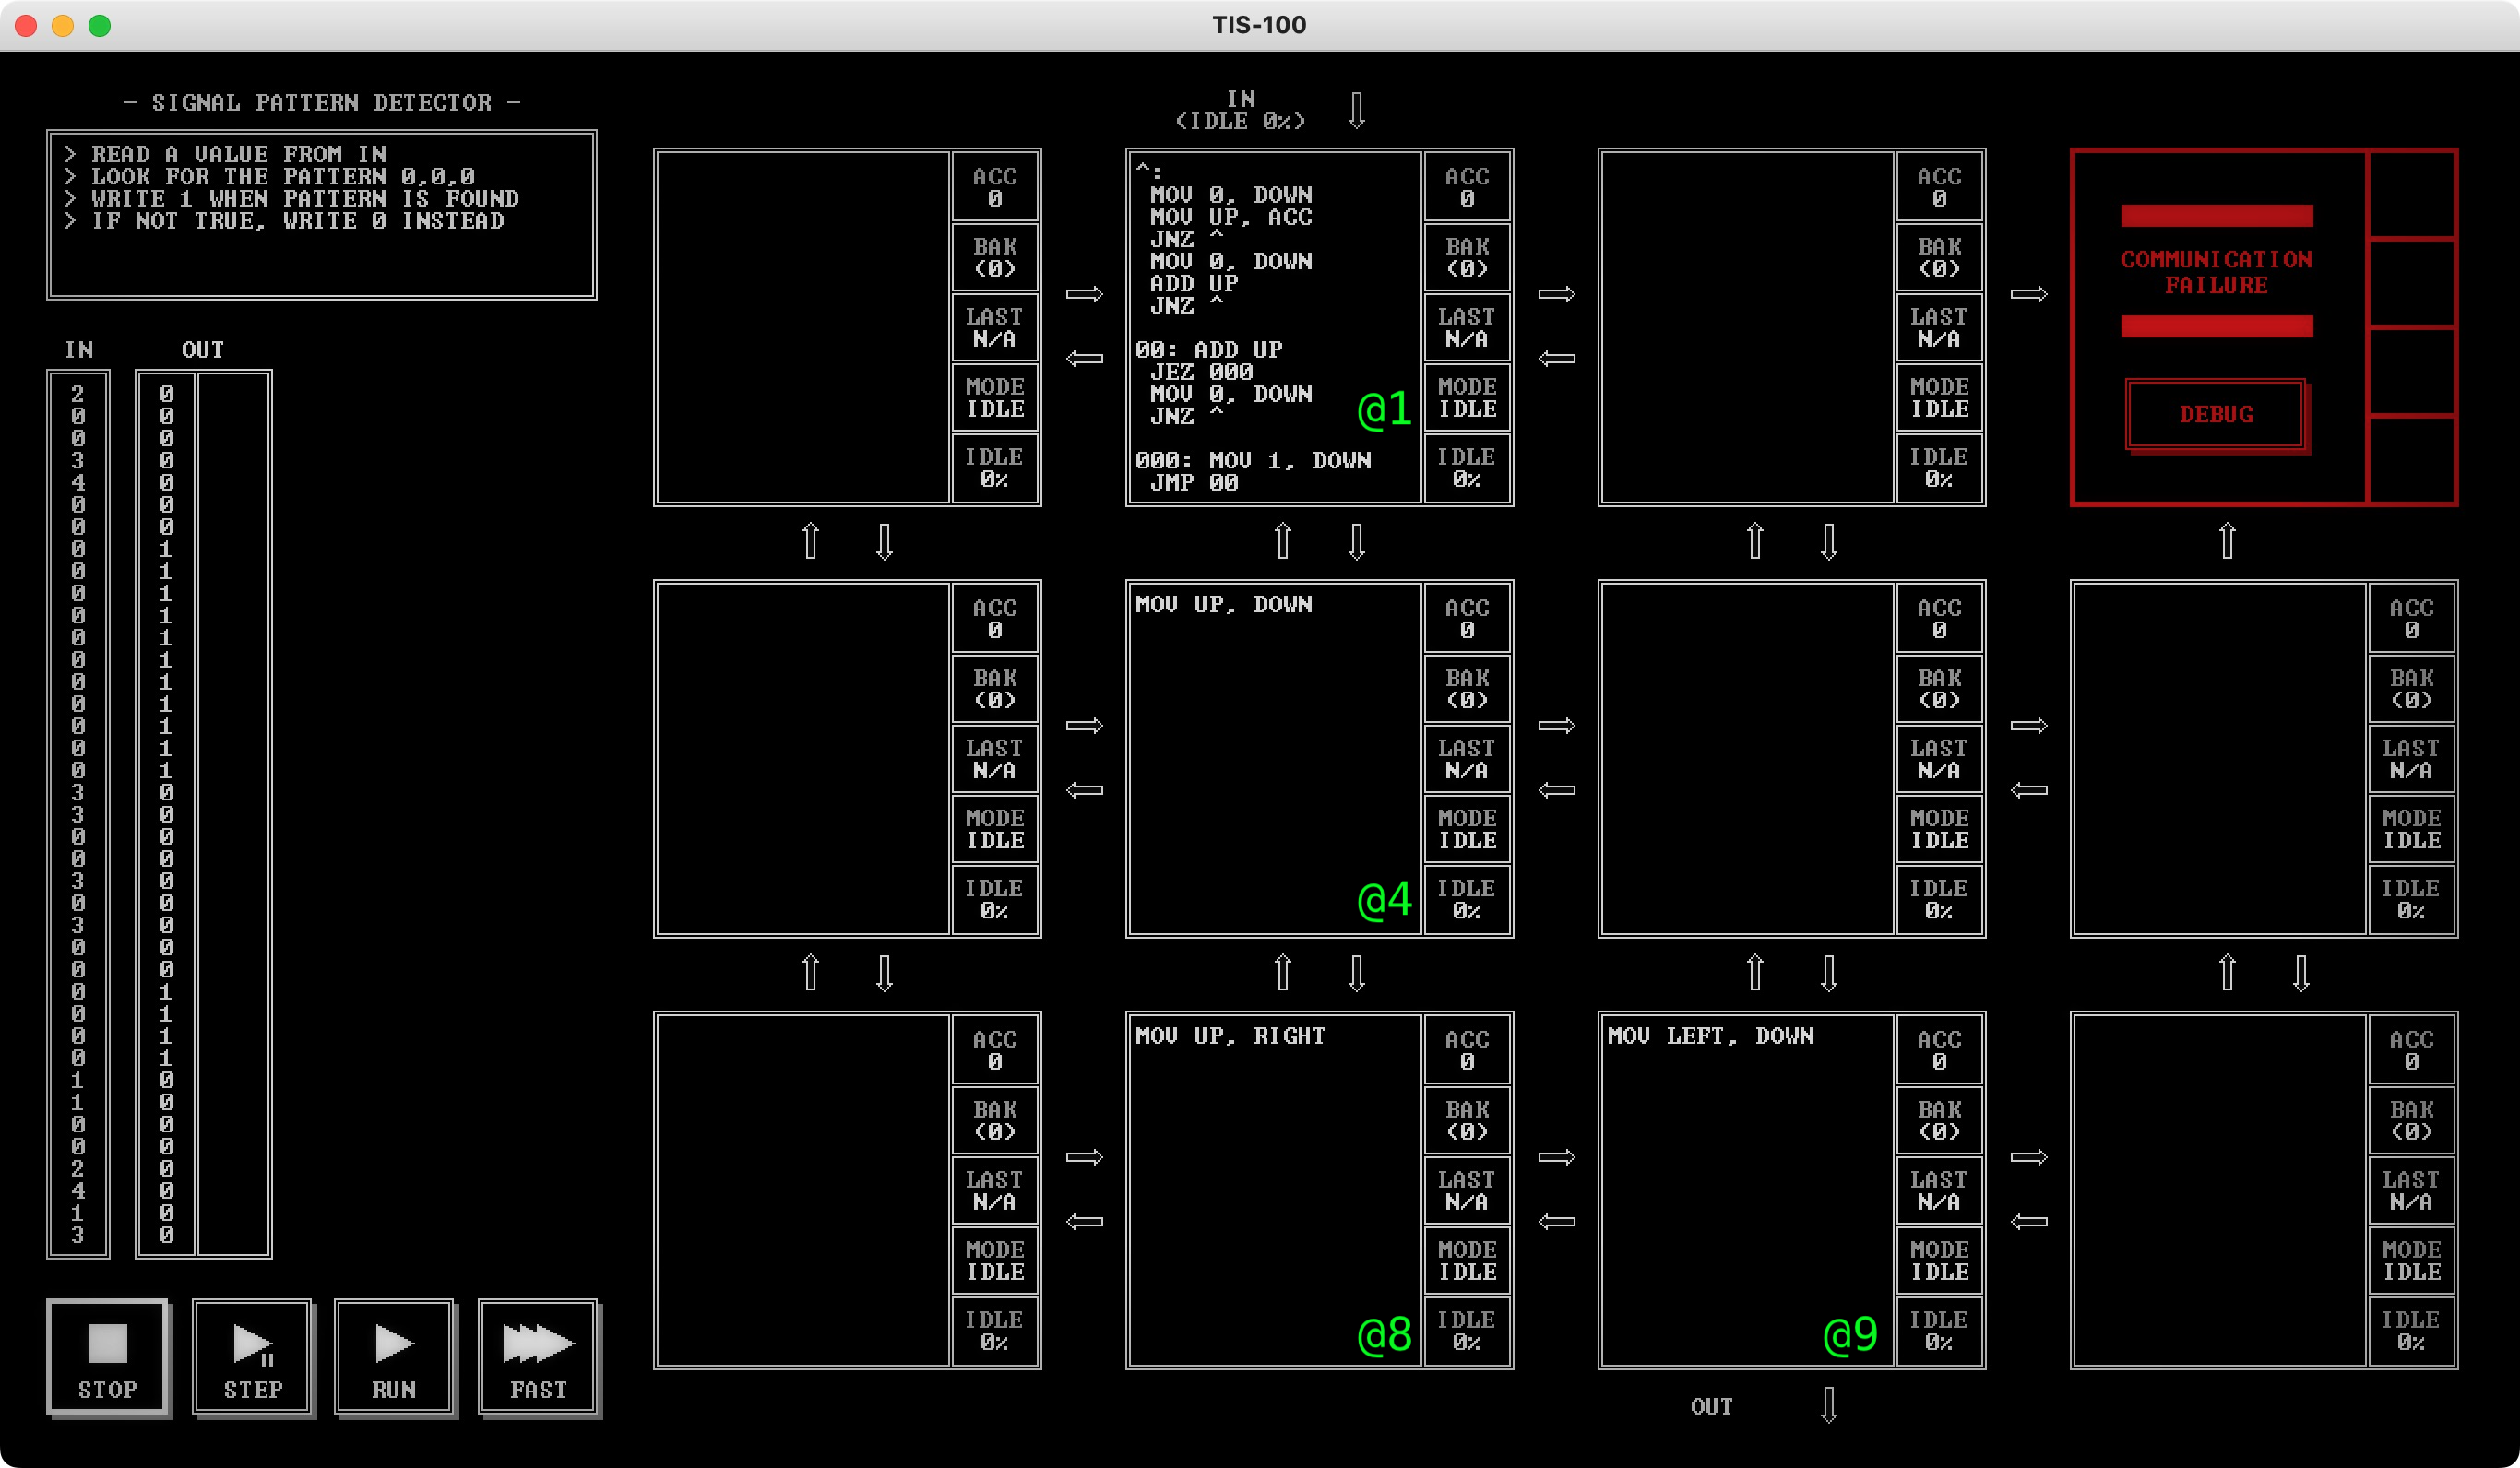 TIS-100
- SIGNAL PATTERN DETECTOR -
> READ A VALUE FROM IN
> LOOK FOR THE PATTERN 0,0,0
> WRITE 1 WHEN PATTERN IS FOUND
> IF NOT TRUE, WRITE 0 INSTEAD
IN OUT
2 0
0 0
0 0
3 0
4 0
0 0
0 0
0 1
0 1
0 1
0 1
0 1
0 1
0 1
0 1
0 1
0 1
0 1
3 0
3 0
0 0
0 0
3 0
0 0
3 0
0 0
0 0
0 1
0 1
0 1
0 1
1 0
1 0
0 0
0 0
2 0
4 0
1 0
3 0
STOP
STEP
RUN
FAST
IN
(IDLE 0%)
ACC
0
BAK
(0)
LAST
N/A
MODE
IDLE
IDLE
0%
^:
MOV 0, DOWN
MOV UP, ACC
JNZ ^
MOV 0, DOWN
ADD UP
JNZ ^
00: ADD UP
JEZ 000
MOV 0, DOWN
JNZ ^
000: MOV 1, DOWN
JMP 00
@1
ACC
0
BAK
(0)
LAST
N/A
MODE
IDLE
IDLE
0%
ACC
0
BAK
(0)
LAST
N/A
MODE
IDLE
IDLE
0%
COMMUNICATION
FAILURE
DEBUG
ACC
0
BAK
(0)
LAST
N/A
MODE
IDLE
IDLE
0%
MOV UP, DOWN
@4
ACC
0
BAK
(0)
LAST
N/A
MODE
IDLE
IDLE
0%
ACC
0
BAK
(0)
LAST
N/A
MODE
IDLE
IDLE
0%
ACC
0
BAK
(0)
LAST
N/A
MODE
IDLE
IDLE
0%
ACC
0
BAK
(0)
LAST
N/A
MODE
IDLE
IDLE
0%
MOV UP, RIGHT
@8
ACC
0
BAK
(0)
LAST
N/A
MODE
IDLE
IDLE
0%
MOV LEFT, DOWN
@9
ACC
0
BAK
(0)
LAST
N/A
MODE
IDLE
IDLE
0%
ACC
0
BAK
(0)
LAST
N/A
MODE
IDLE
IDLE
0%
OUT